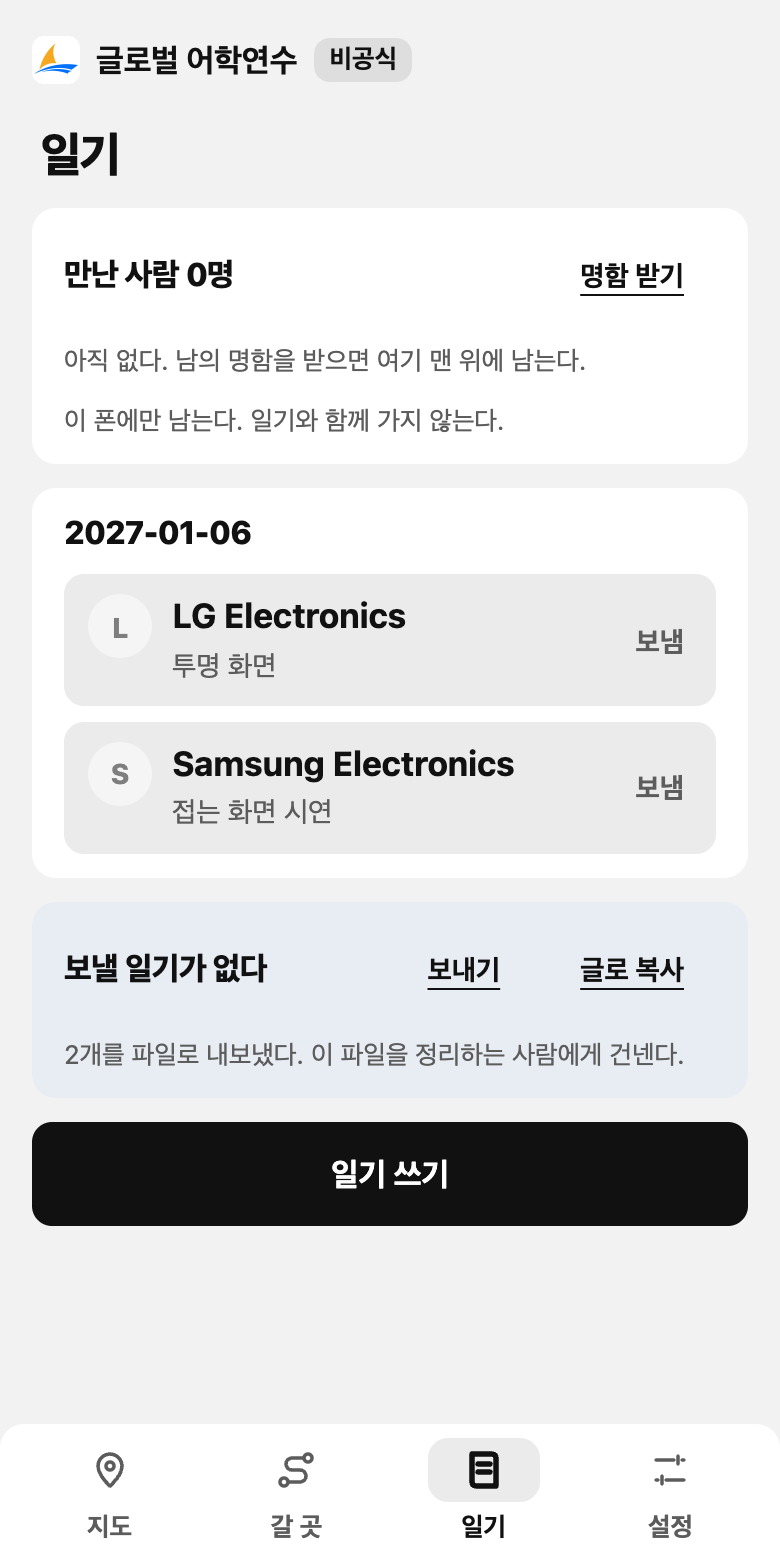 글로벌 어학연수 비공식
일기
만난 사람 0명 명함 받기
아직 없다. 남의 명함을 받으면 여기 맨 위에 남는다.
이 폰에만 남는다. 일기와 함께 가지 않는다.
2027-01-06
L LG Electronics
투명 화면
보냄
S Samsung Electronics
접는 화면 시연
보냄
보낼 일기가 없다 보내기 글로 복사
2개를 파일로 내보냈다. 이 파일을 정리하는 사람에게 건넨다.
일기 쓰기
지도 갈 곳 일기 설정